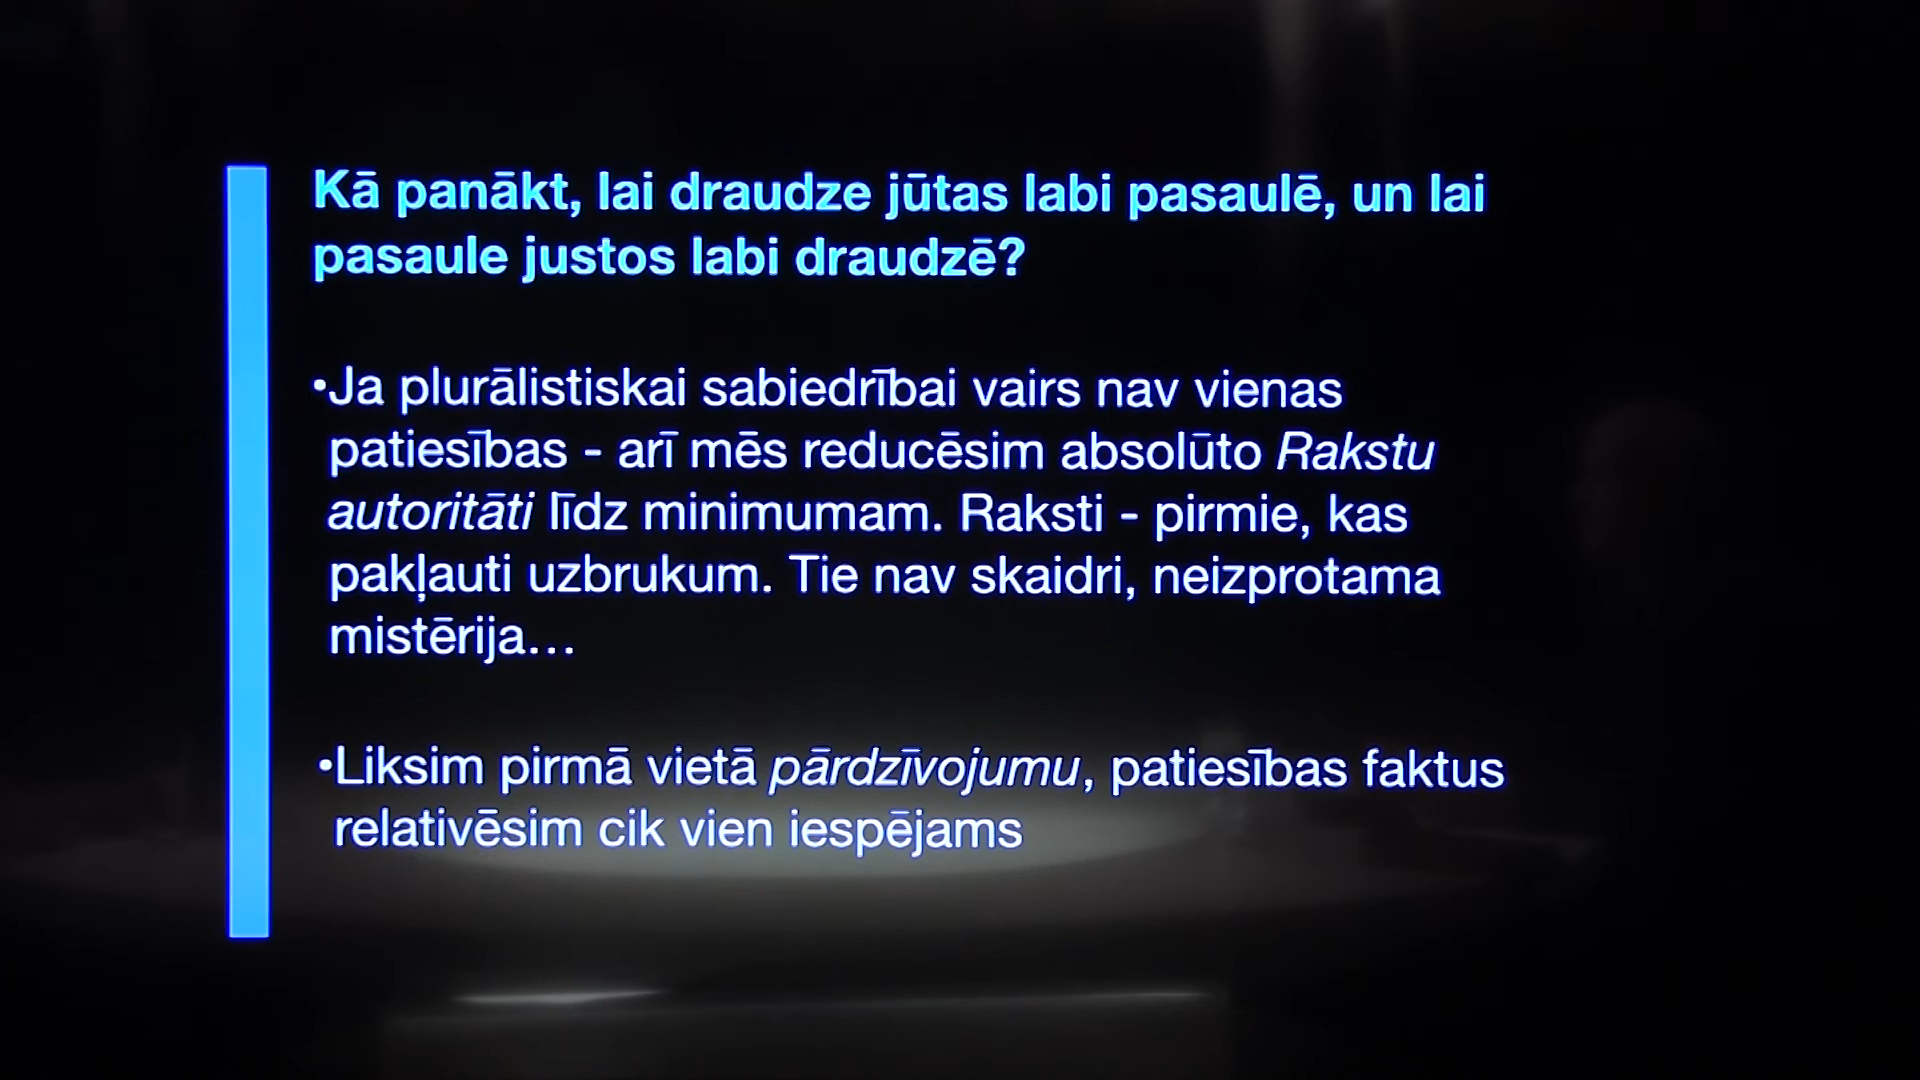 Kā panākt, lai draudze jūtas labi pasaulē, un lai
pasaule justos labi draudzē?
•Ja plurālistiskai sabiedrībai vairs nav vienas
patiesības - arī mēs reducēsim absolūto Rakstu
autoritāti līdz minimumam. Raksti - pirmie, kas
pakļauti uzbrukum. Tie nav skaidri, neizprotama
mistērija...
•Liksim pirmā vietā pārdzīvojumu, patiesības faktus
relativēsim cik vien iespējams